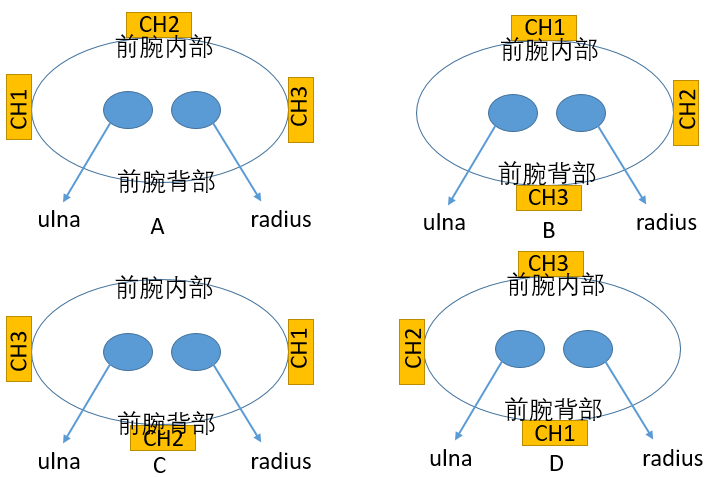 CH2
前腕内部
CH1
CH3
前腕背部
ulna
radius
A
CH1
前腕内部
CH2
前腕背部
CH3
ulna
radius
B
前腕内部
CH3
CH1
前腕背部
CH2
ulna
radius
C
CH3
前腕内部
CH2
前腕背部
CH1
ulna
radius
D